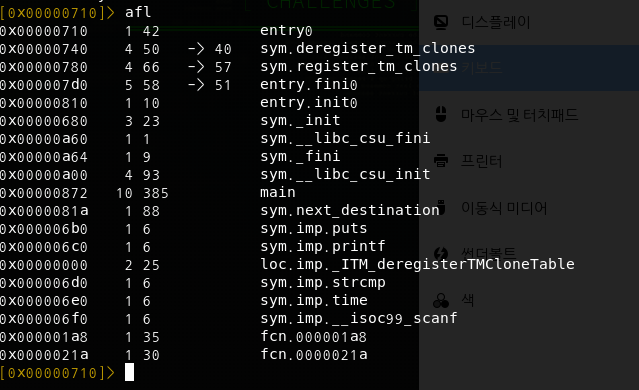 CHALLENGES
[0x00000710]> afl
0x00000710 1 42 entry0
0x00000740 4 50 -> 40 sym.deregister_tm_clones
0x00000780 4 66 -> 57 sym.register_tm_clones
0x000007d0 5 58 -> 51 entry.fini0
0x00000810 1 10 entry.init0
0x00000680 3 23 sym._init
0x00000a60 1 1 sym.__libc_csu_fini
0x00000a64 1 9 sym._fini
0x00000a00 4 93 sym.__libc_csu_init
0x00000872 10 385 main
0x0000081a 1 88 sym.next_destination
0x000006b0 1 6 sym.imp.puts
0x000006c0 1 6 sym.imp.printf
0x00000000 2 25 loc.imp._ITM_deregisterTMCloneTable
0x000006d0 1 6 sym.imp.strcmp
0x000006e0 1 6 sym.imp.time
0x000006f0 1 6 sym.imp.__isoc99_scanf
0x000001a8 1 35 fcn.000001a8
0x0000021a 1 30 fcn.0000021a
[0x00000710]>
디스플레이
키보드
마우스 및 터치패드
프린터
이동식 미디어
썬더볼트
색